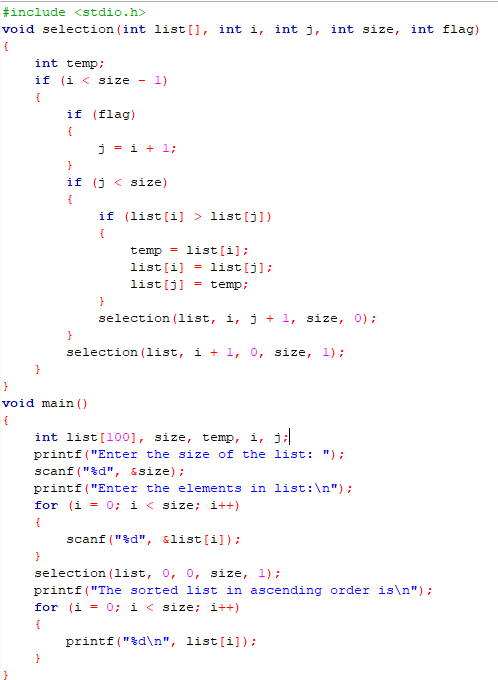 #include <stdio.h>
void selection(int list[], int i, int j, int size, int flag)
{
    int temp;
    if (i < size - 1)
    {
        if (flag)
        {
            j = i + 1;
        }
        if (j < size)
        {
            if (list[i] > list[j])
            {
                temp = list[i];
                list[i] = list[j];
                list[j] = temp;
            }
            selection(list, i, j + 1, size, 0);
        }
        selection(list, i + 1, 0, size, 1);
    }
}
void main()
{
    int list[100], size, temp, i, j;
    printf("Enter the size of the list: ");
    scanf("%d", &size);
    printf("Enter the elements in list:\n");
    for (i = 0; i < size; i++)
    {
        scanf("%d", &list[i]);
    }
    selection(list, 0, 0, size, 1);
    printf("The sorted list in ascending order is\n");
    for (i = 0; i < size; i++)
    {
        printf("%d\n", list[i]);
    }
}